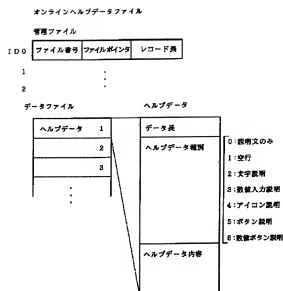 オンラインヘルプデータファイル
管理ファイル
ID0 ファイル番号 ファイルポインタ レコード長
1
2
データファイル ヘルプデータ
ヘルプデータ 1 データ長
2 ヘルプデータ種別
3
0:説明文のみ
1:空行
2:文字説明
3:数値入力説明
4:アイコン説明
5:ボタン説明
6:数値ボタン説明
ヘルプデータ内容